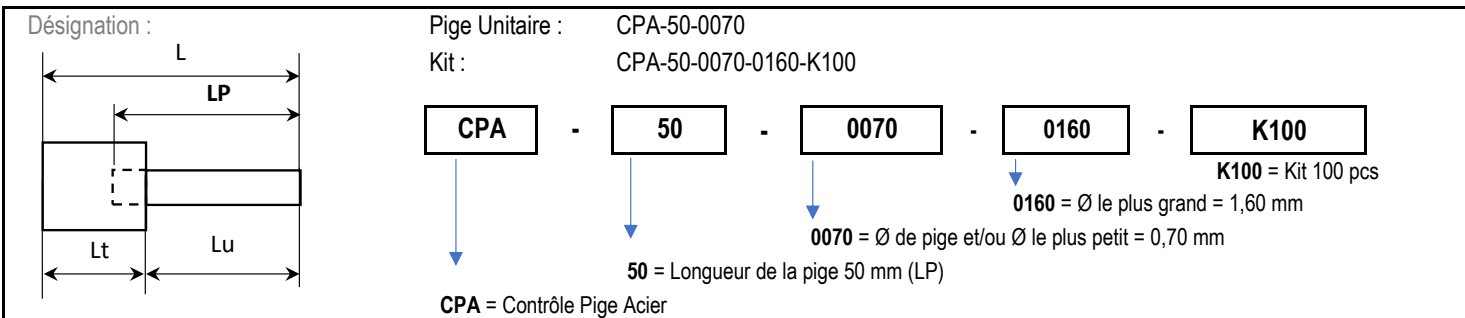 Désignation :
L
LP
Lt
Lu
Pige Unitaire : CPA-50-0070
Kit : CPA-50-0070-0160-K100
CPA - 50 - 0070 - 0160 - K100
K100 = Kit 100 pcs
0160 = Ø le plus grand = 1,60 mm
0070 = Ø de pige et/ou Ø le plus petit = 0,70 mm
50 = Longueur de la pige 50 mm (LP)
CPA = Contrôle Pige Acier